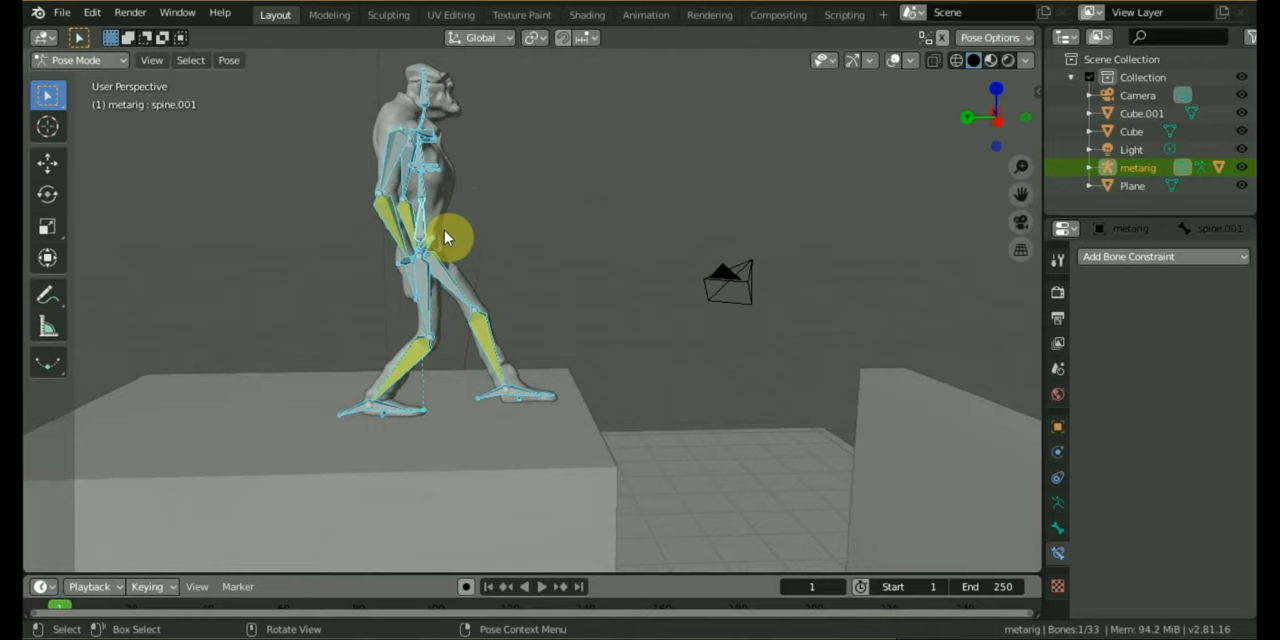 File Edit Render Window Help Layout Modeling Sculpting UV Editing Texture Paint Shading Animation Rendering Compositing Scripting + Scene View Layer
Global Pose Options
Pose Mode View Select Pose
User Perspective
(1) metarig : spine.001
Z
Y
Scene Collection
Collection
Camera
Cube.001
Cube
Light
metarig
Plane
metarig spine.001...
Add Bone Constraint
Playback Keying View Marker 1 Start 1 End 250
1
Select Box Select Rotate View Pose Context Menu metarig | Bones:1/33 | Mem: 94.2 MiB | v2.81.16